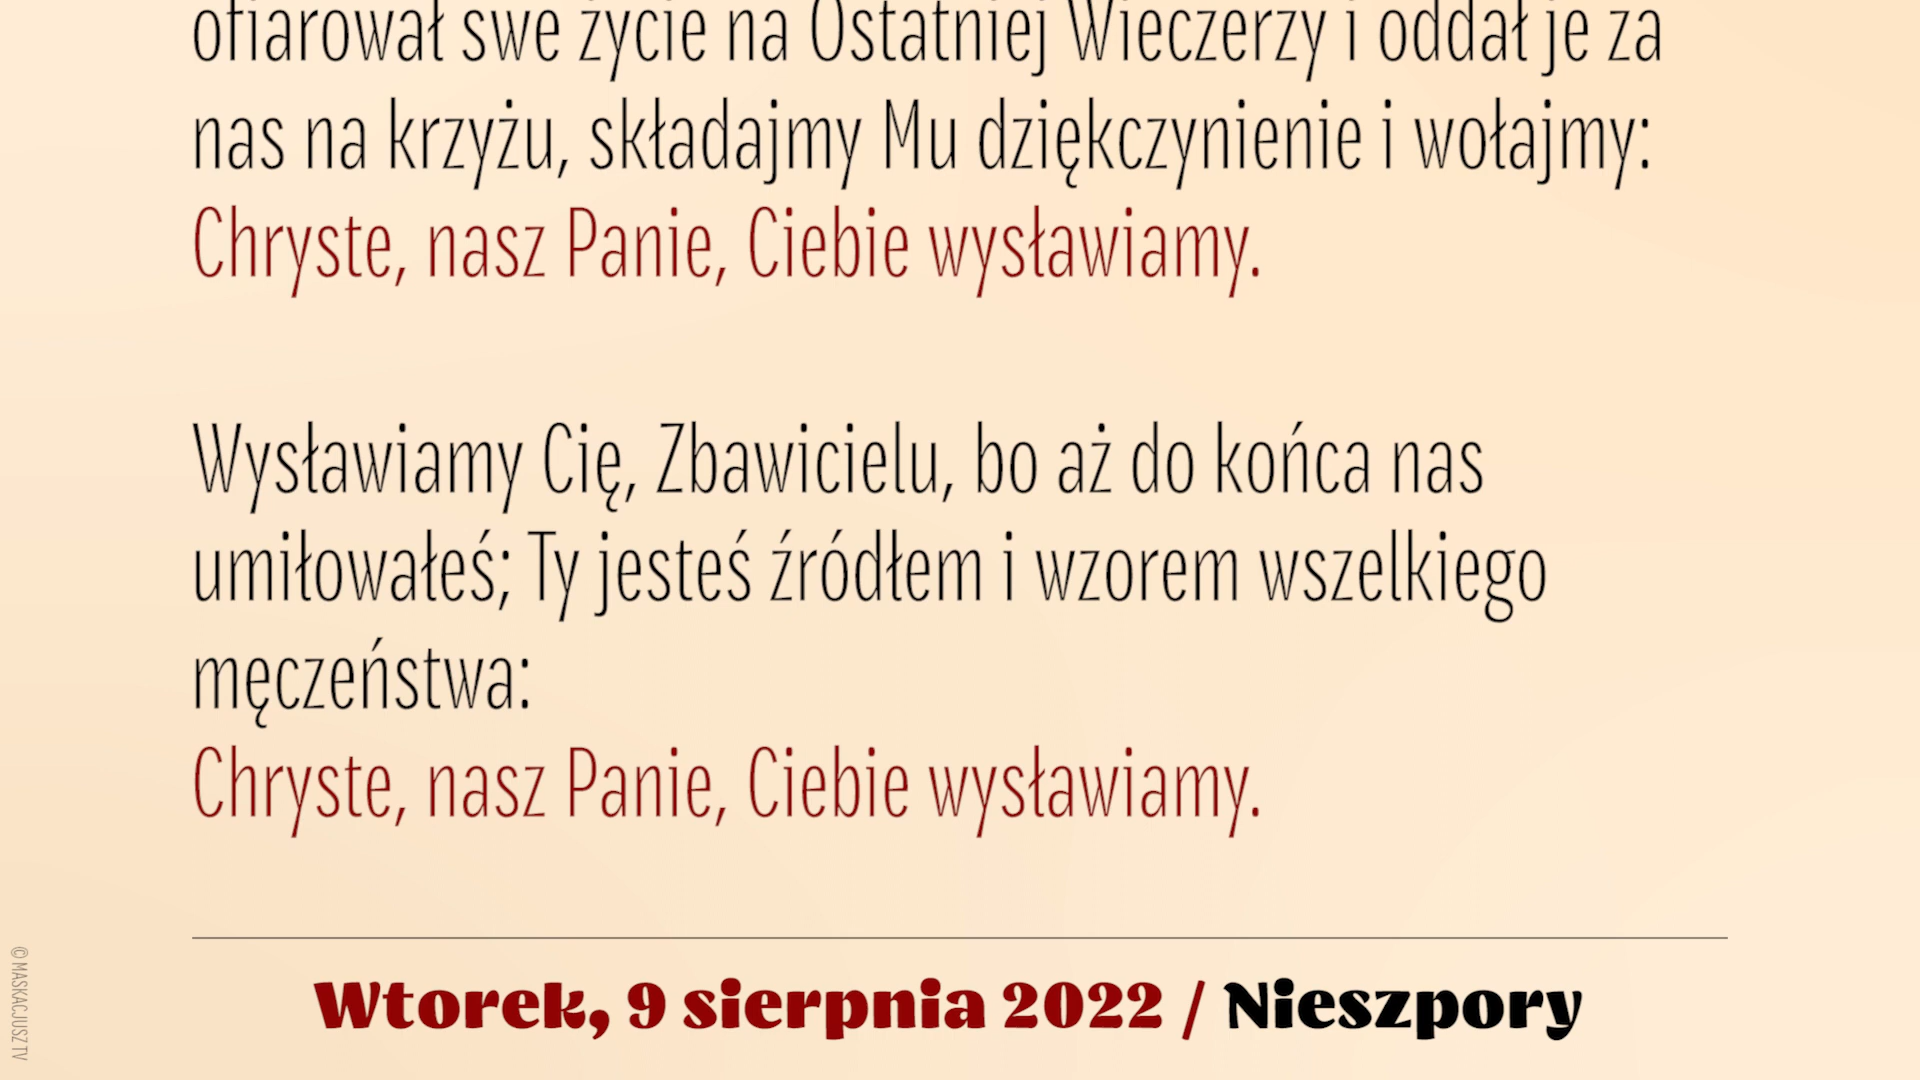 ofiarował swe życie na Ostatniej Wieczerzy i oddał je za
nas na krzyżu, składajmy Mu dziękczynienie i wołajmy:
Chryste, nasz Panie, Ciebie wysławiamy.
Wysławiamy Cię, Zbawicielu, bo aż do końca nas
umiłowałeś; Ty jesteś źródłem i wzorem wszelkiego
męczeństwa:
Chryste, nasz Panie, Ciebie wysławiamy.
Wtorek, 9 sierpnia 2022 / Nieszpory
© MASKACJUSZ TV